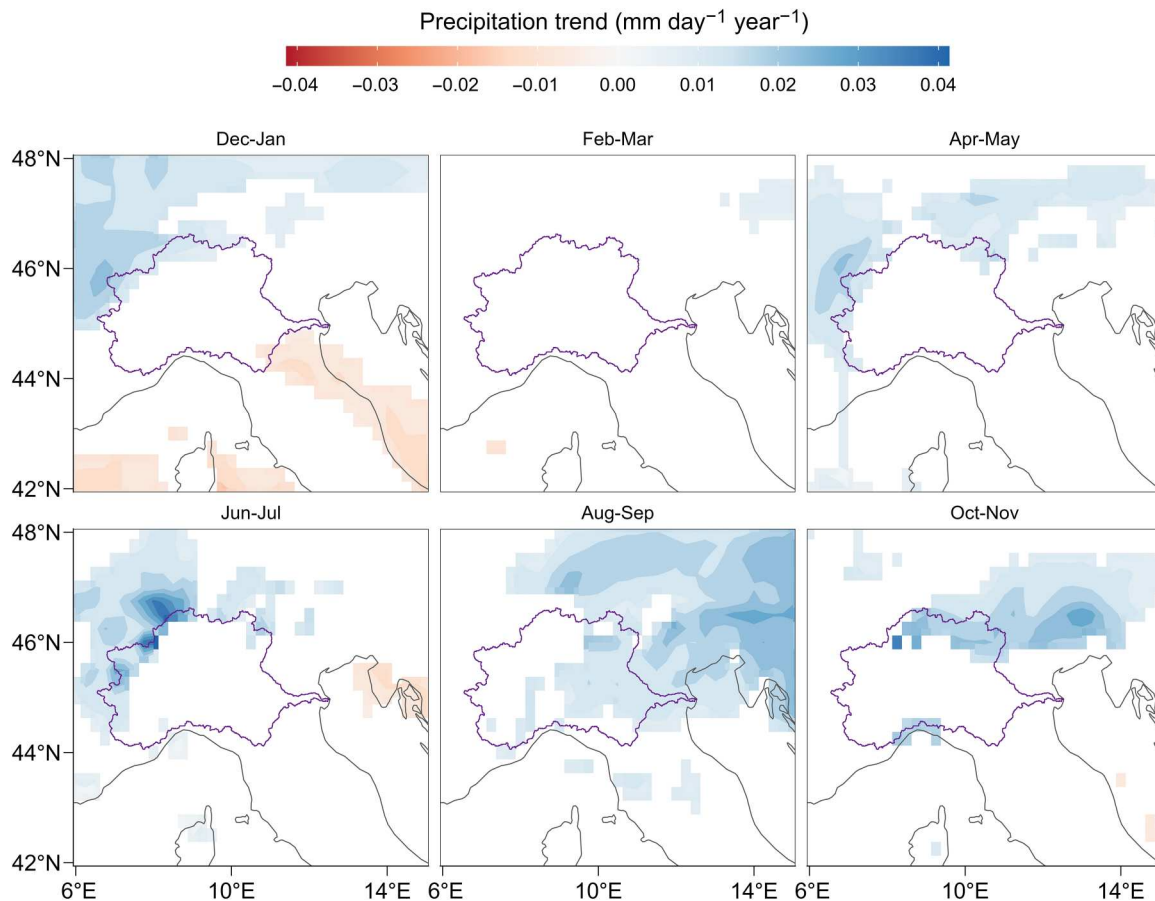 Precipitation trend (mm day⁻¹ year⁻¹)
−0.04 −0.03 −0.02 −0.01 0.00 0.01 0.02 0.03 0.04
Dec-Jan Feb-Mar Apr-May
48°N
46°N
44°N
42°N
Jun-Jul Aug-Sep Oct-Nov
48°N
46°N
44°N
42°N
6°E 10°E 14°E 6°E 10°E 14°E 6°E 10°E 14°E